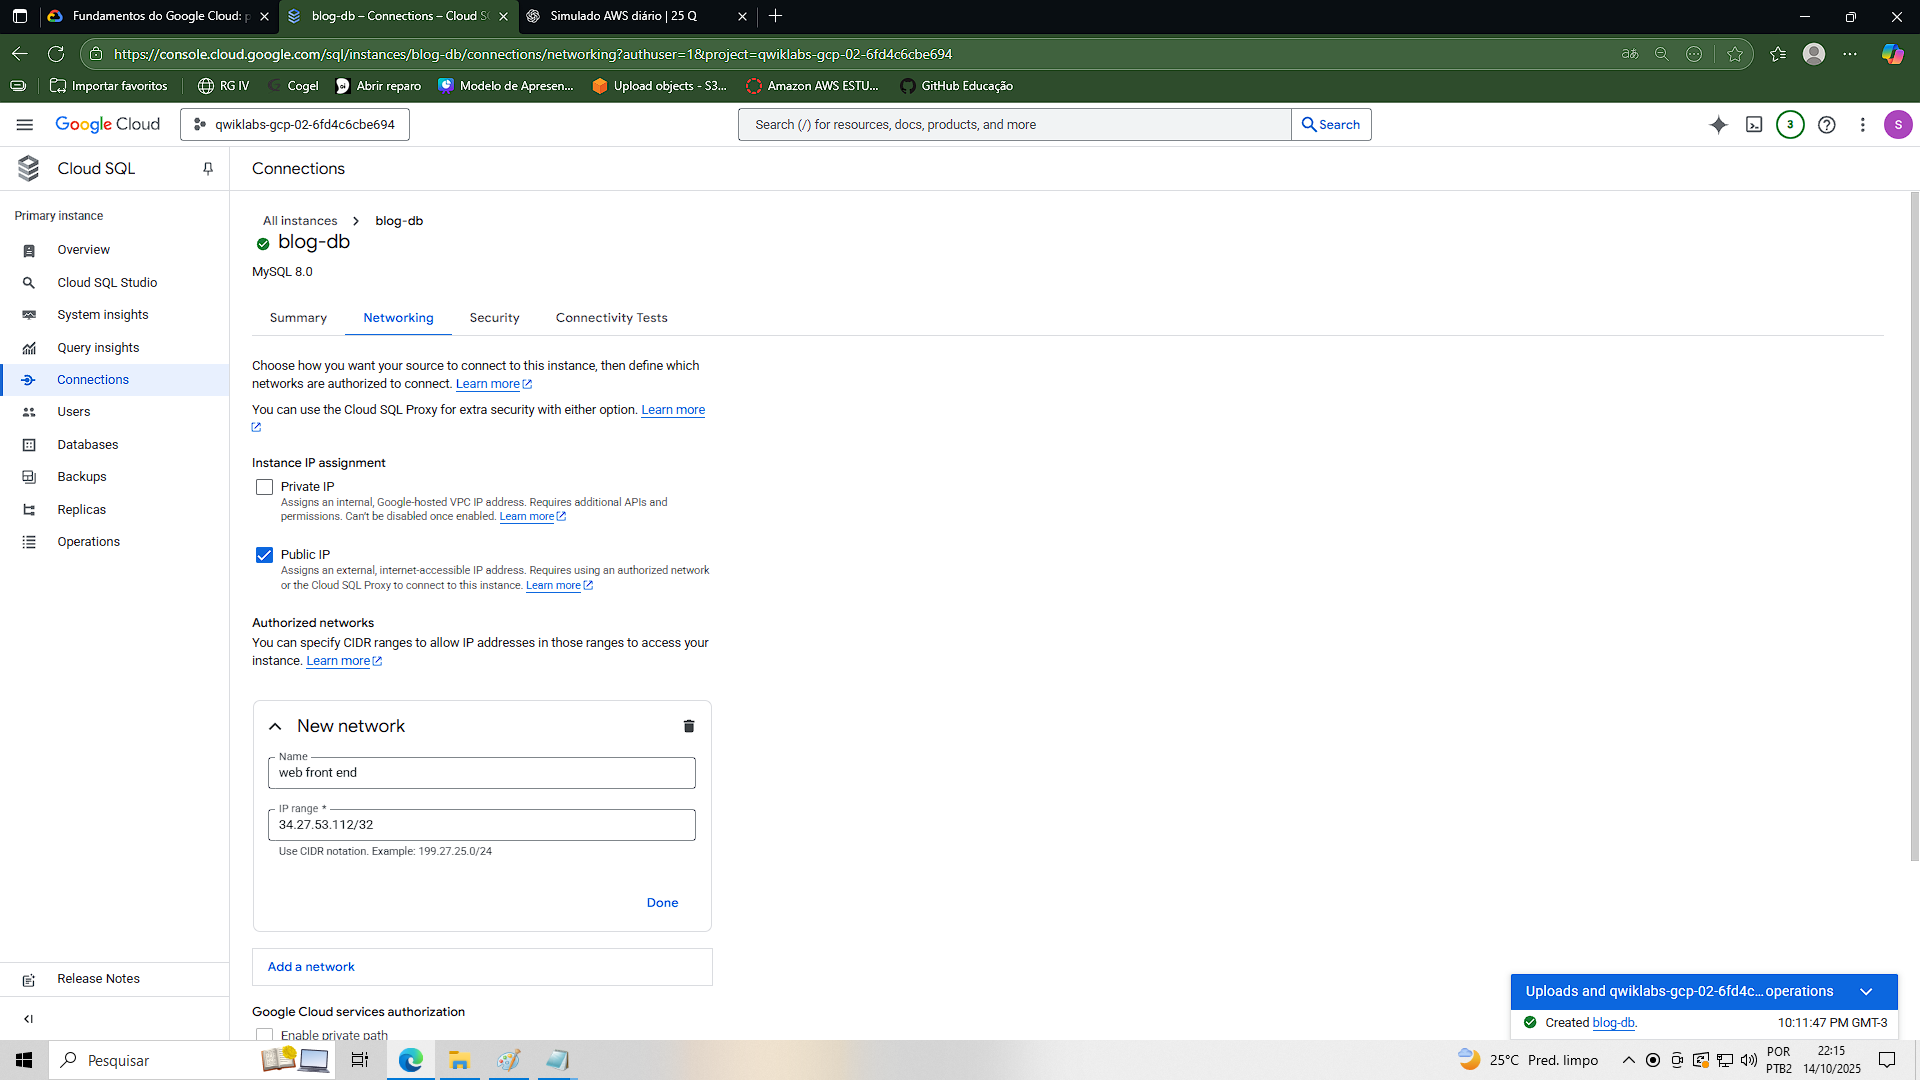 Fundamentos do Google Cloud: p
blog-db – Connections – Cloud S
Simulado AWS diário | 25 Q
https://console.cloud.google.com/sql/instances/blog-db/connections/networking?authuser=1&project=qwiklabs-gcp-02-6fd4c6cbe694
Importar favoritos
RG IV
Cogel
Abrir reparo
Modelo de Apresen...
Upload objects - S3...
Amazon AWS ESTU...
GitHub Educação
Google Cloud
qwiklabs-gcp-02-6fd4c6cbe694
Search (/) for resources, docs, products, and more
Search
3
S
Cloud SQL
Connections
Primary instance
Overview
Cloud SQL Studio
System insights
Query insights
Connections
Users
Databases
Backups
Replicas
Operations
Release Notes
All instances
blog-db
blog-db
MySQL 8.0
Summary
Networking
Security
Connectivity Tests
Choose how you want your source to connect to this instance, then define which
networks are authorized to connect. Learn more
You can use the Cloud SQL Proxy for extra security with either option. Learn more
Instance IP assignment
Private IP
Assigns an internal, Google-hosted VPC IP address. Requires additional APIs and
permissions. Can't be disabled once enabled. Learn more
Public IP
Assigns an external, internet-accessible IP address. Requires using an authorized network
or the Cloud SQL Proxy to connect to this instance. Learn more
Authorized networks
You can specify CIDR ranges to allow IP addresses in those ranges to access your
instance. Learn more
New network
Name
web front end
IP range *
34.27.53.112/32
Use CIDR notation. Example: 199.27.25.0/24
Done
Add a network
Google Cloud services authorization
Enable private path
Uploads and qwiklabs-gcp-02-6fd4c... operations
Created blog-db.
10:11:47 PM GMT-3
Pesquisar
25°C Pred. limpo
POR
PTB2
22:15
14/10/2025